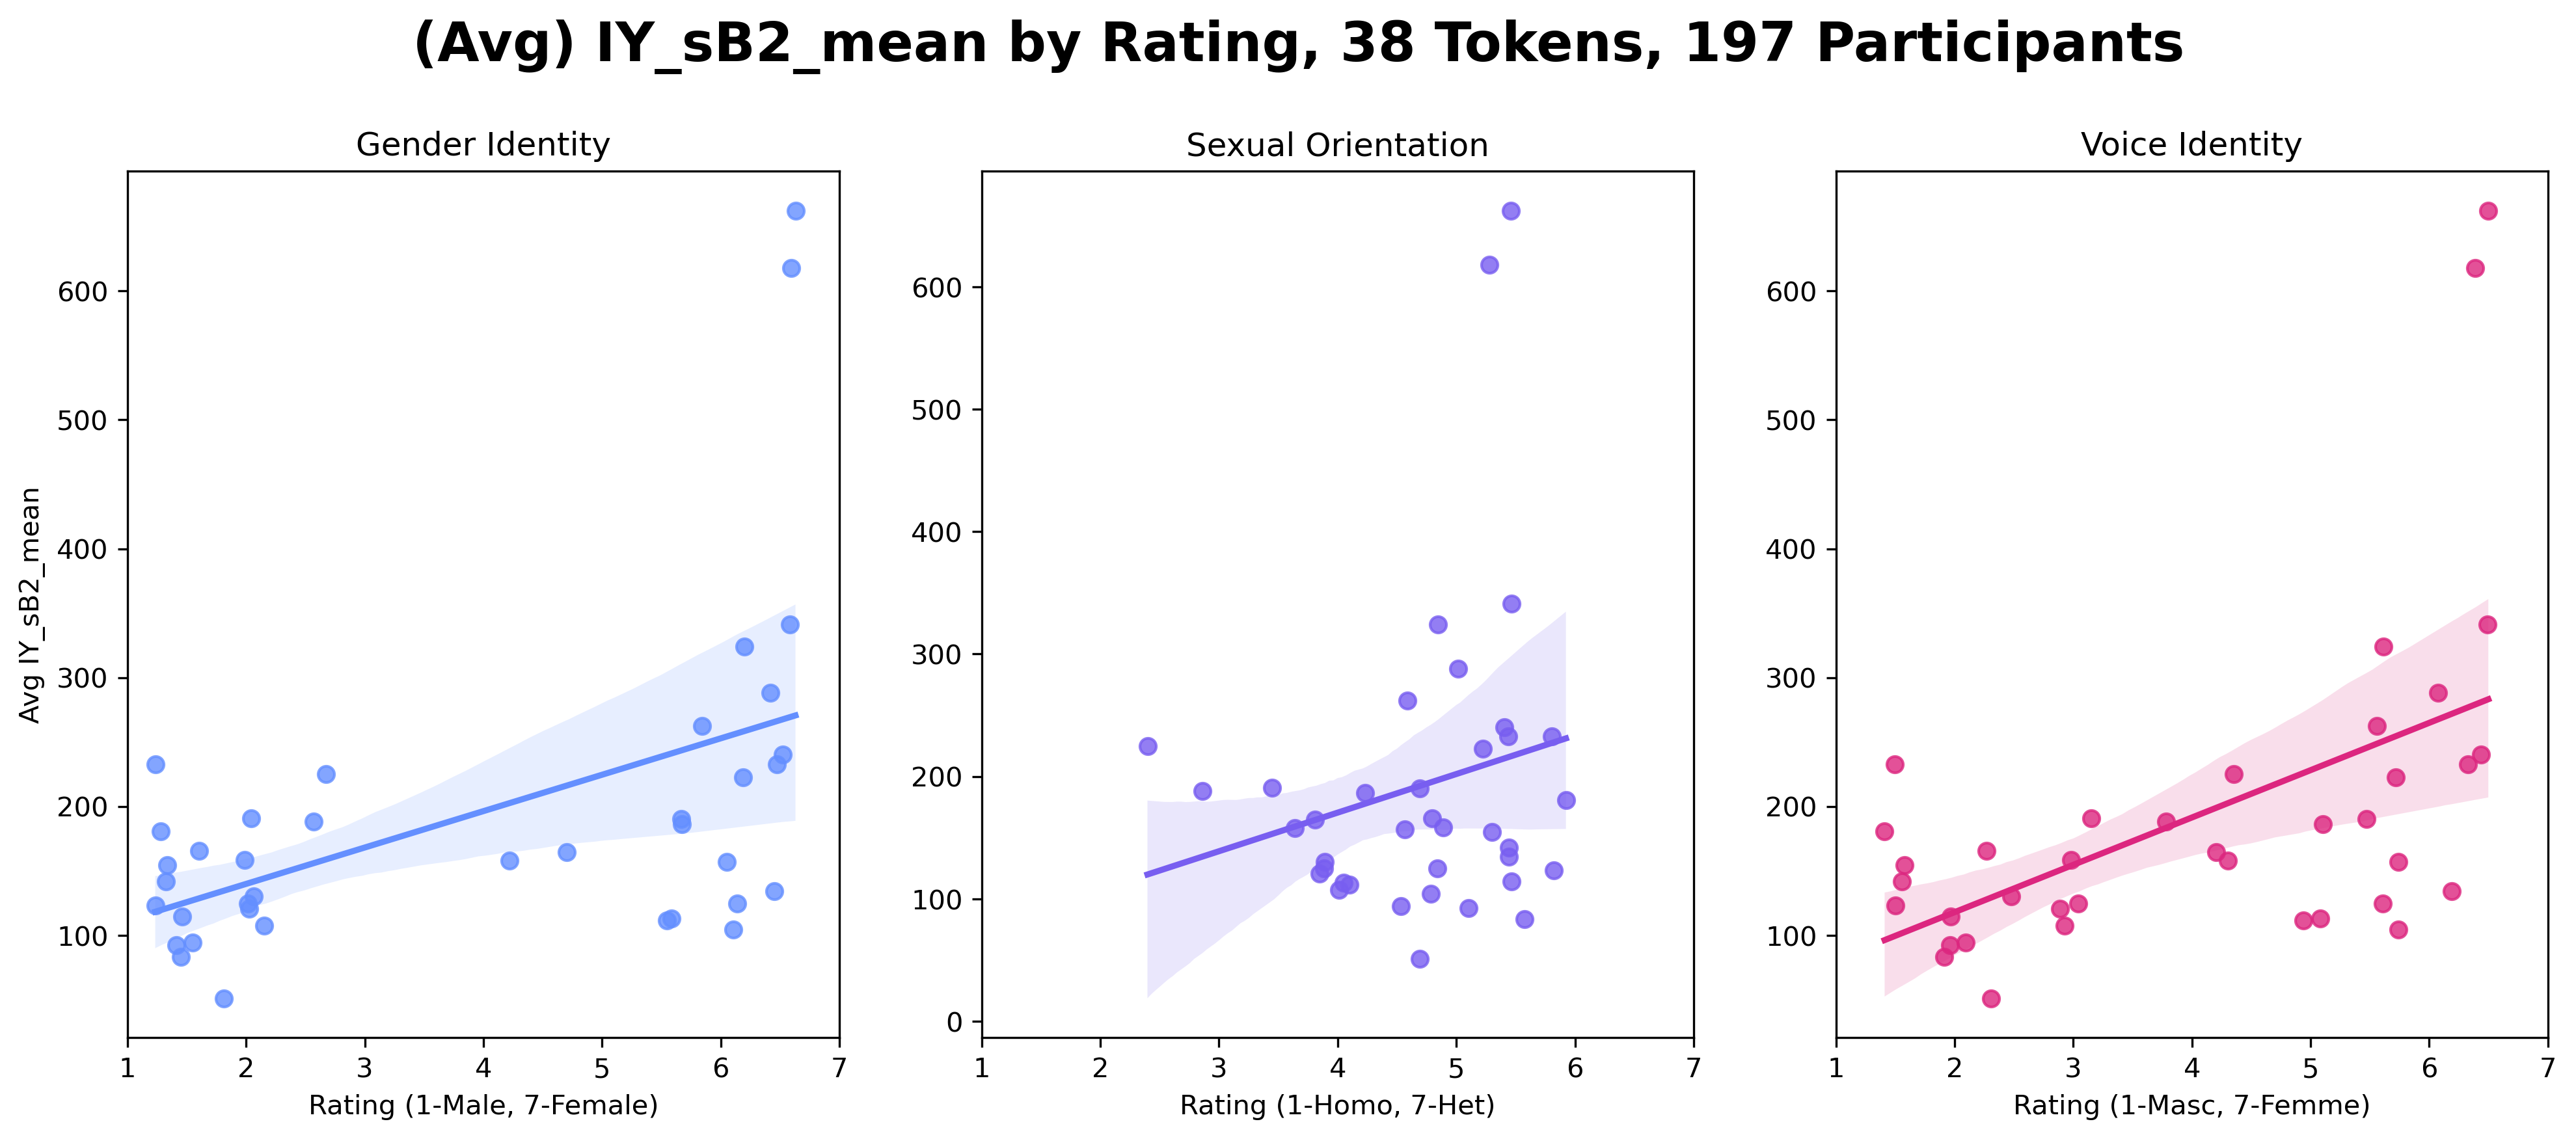 (Avg) IY_sB2_mean by Rating, 38 Tokens, 197 Participants
Gender Identity
Avg IY_sB2_mean
600
500
400
300
200
100
1 2 3 4 5 6 7
Rating (1-Male, 7-Female)
Sexual Orientation
600
500
400
300
200
100
0
1 2 3 4 5 6 7
Rating (1-Homo, 7-Het)
Voice Identity
600
500
400
300
200
100
1 2 3 4 5 6 7
Rating (1-Masc, 7-Femme)